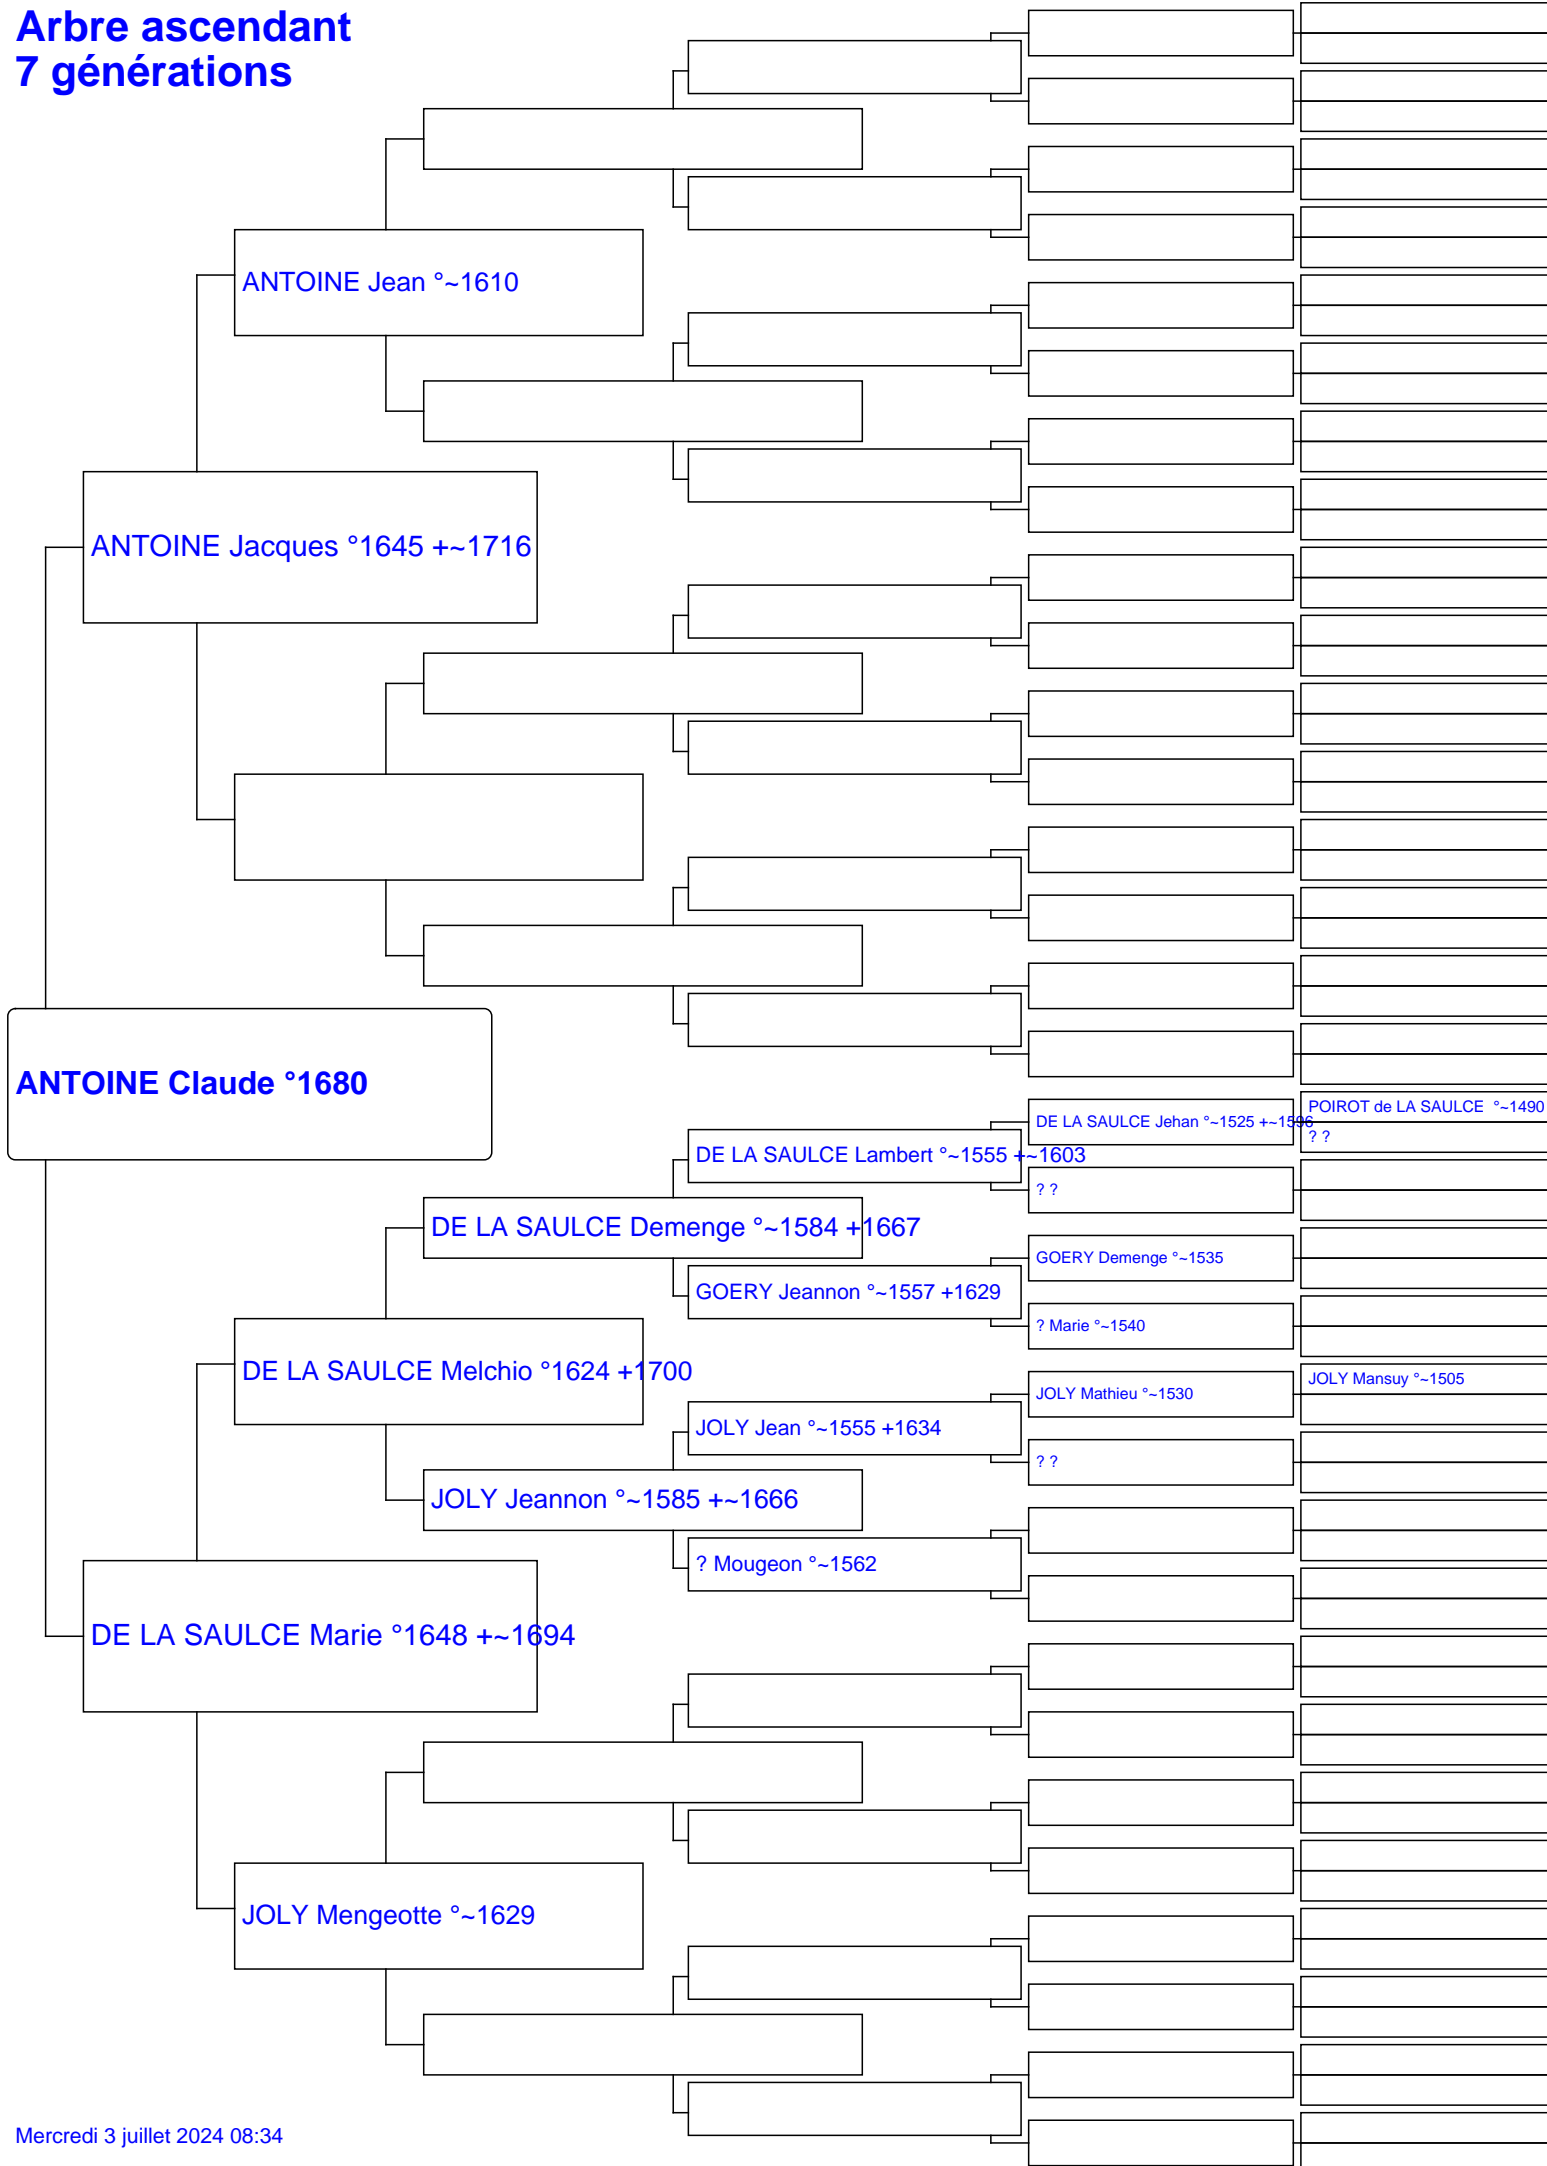 Arbre ascendant
7 générations
ANTOINE Jean °~1610
ANTOINE Jacques °1645 +~1716
ANTOINE Claude °1680
DE LA SAULCE Jehan °~1525 +~1596
POIROT de LA SAULCE  °~1490
? ?
DE LA SAULCE Lambert °~1555 +~1603
? ?
DE LA SAULCE Demenge °~1584 +1667
GOERY Demenge °~1535
GOERY Jeannon °~1557 +1629
? Marie °~1540
DE LA SAULCE Melchio °1624 +1700
JOLY Mansuy °~1505
JOLY Mathieu °~1530
JOLY Jean °~1555 +1634
? ?
JOLY Jeannon °~1585 +~1666
? Mougeon °~1562
DE LA SAULCE Marie °1648 +~1694
JOLY Mengeotte °~1629
Mercredi 3 juillet 2024 08:34